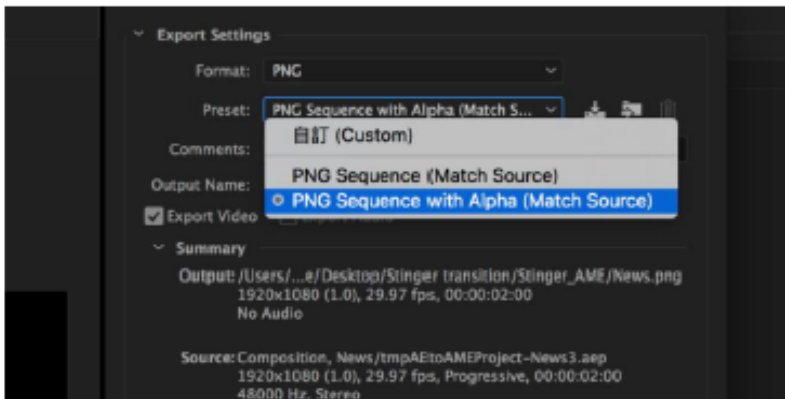 Export Settings
Format: PNG
Preset: PNG Sequence with Alpha (Match S...
自訂 (Custom)
Comments:
PNG Sequence (Match Source)
Output Name:
PNG Sequence with Alpha (Match Source)
Export Video
Summary
Output: /Users/...e/Desktop/Stinger transition/Stinger_AME/News.png
1920x1080 (1.0), 29.97 fps, 00:00:02:00
No Audio
Source: Composition, News/tmpAEtoAMEProject-News3.aep
1920x1080 (1.0), 29.97 fps, Progressive, 00:00:02:00
48000 Hz, Stereo